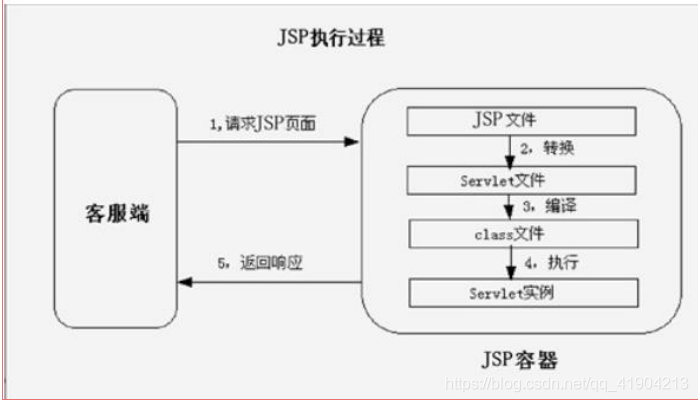 JSP执行过程
1,请求JSP页面
JSP 文件
2，转换
Servlet文件
3，编译
客服端
class文件
5，返回响应
4，执行
Servlet实例
JSP容器
https://blog.csdn.net/qq_41904213